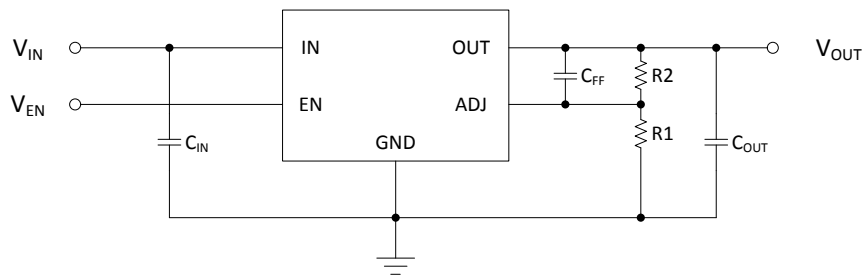 V_IN
IN
OUT
V_OUT
C_FF
R2
V_EN
EN
ADJ
R1
C_IN
GND
C_OUT